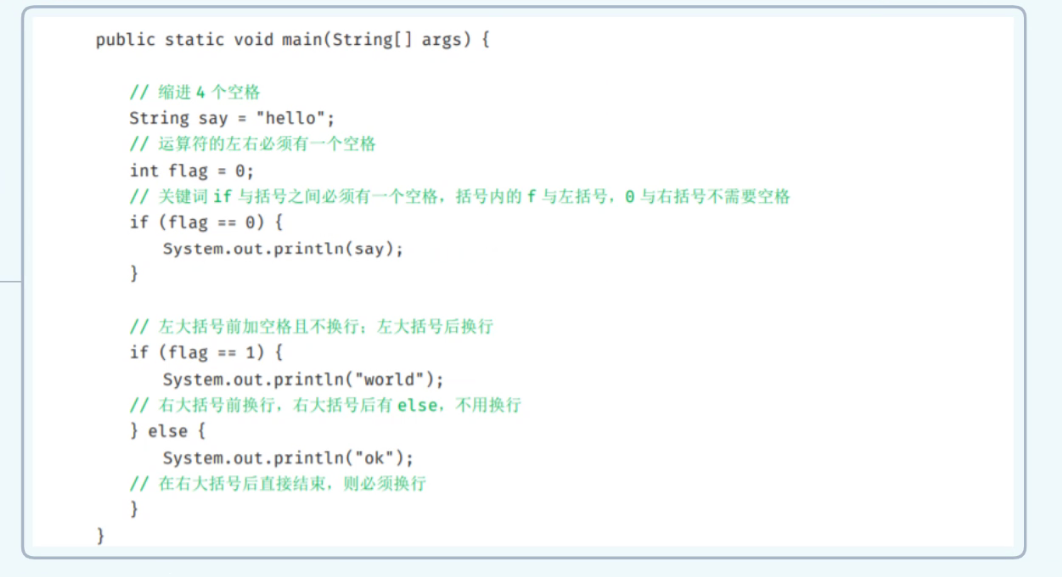 public static void main(String[] args) {
// 缩进 4 个空格
String say = "hello";
// 运算符的左右必须有一个空格
int flag = 0;
// 关键词 if 与括号之间必须有一个空格，括号内的 f 与左括号，0 与右括号不需要空格
if (flag == 0) {
System.out.println(say);
}
// 左大括号前加空格且不换行；左大括号后换行
if (flag == 1) {
System.out.println("world");
// 右大括号前换行，右大括号后有 else，不用换行
} else {
System.out.println("ok");
// 在右大括号后直接结束，则必须换行
}
}